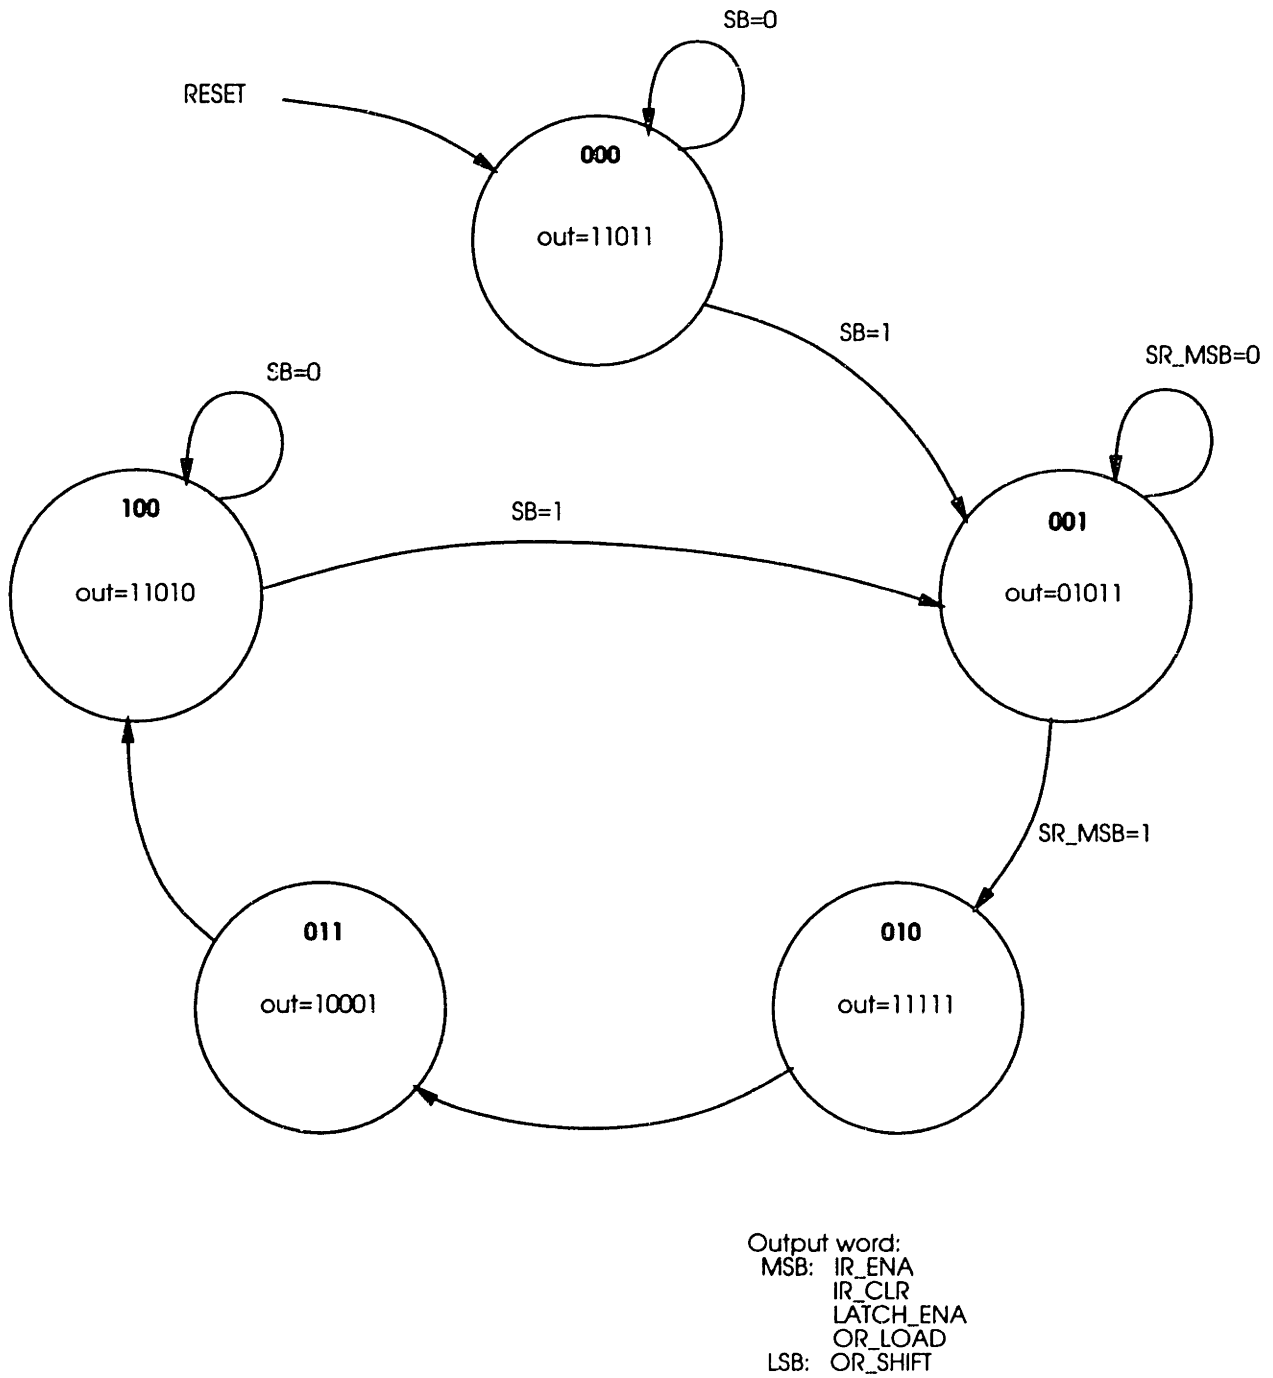 SB=0
RESET
000
out=11011
SB=1
SR_MSB=0
SB=0
100
out=11010
SB=1
001
out=01011
SR_MSB=1
011
out=10001
010
out=11111
Output word:
MSB: IR_ENA
IR_CLR
LATCH_ENA
OR_LOAD
LSB: OR_SHIFT